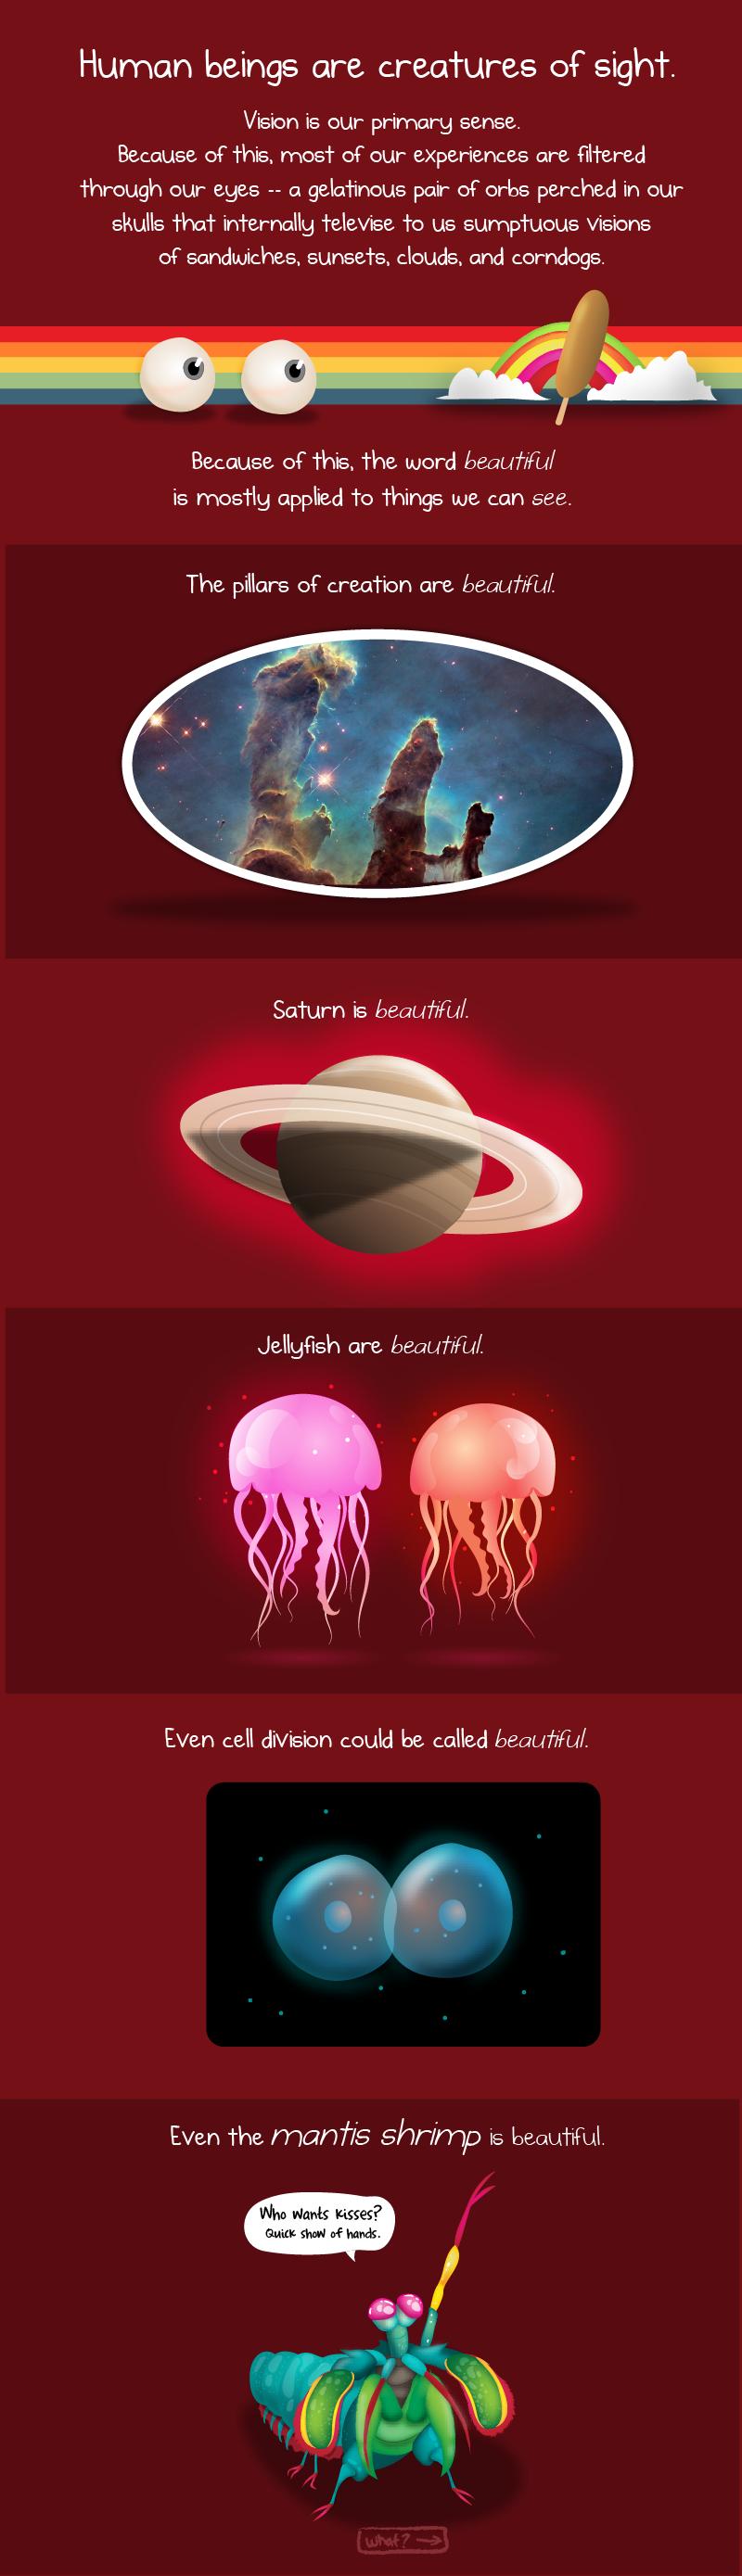 Human beings are creatures of sight.
Vision is our primary sense.
Because of this, most of our experiences are filtered
through our eyes -- a gelatinous pair of orbs perched in our
skulls that internally televise to us sumptuous visions
of sandwiches, sunsets, clouds, and corndogs.
Because of this, the word beautiful
is mostly applied to things we can see.
The pillars of creation are beautiful.
Saturn is beautiful.
Jellyfish are beautiful.
Even cell division could be called beautiful.
Even the mantis shrimp is beautiful.
Who wants kisses?
Quick show of hands.
What? →